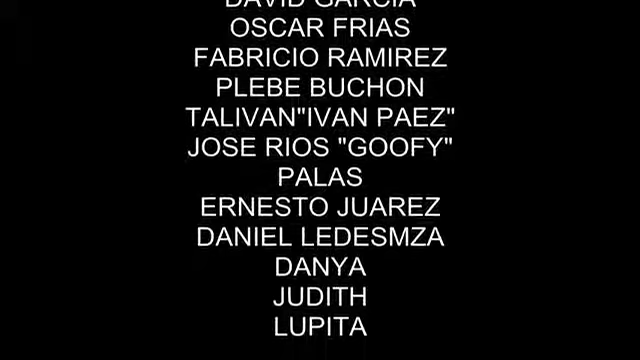 DAVID GARCIA
OSCAR FRIAS
FABRICIO RAMIREZ
PLEBE BUCHON
TALIVAN"IVAN PAEZ"
JOSE RIOS "GOOFY"
PALAS
ERNESTO JUAREZ
DANIEL LEDESMZA
DANYA
JUDITH
LUPITA